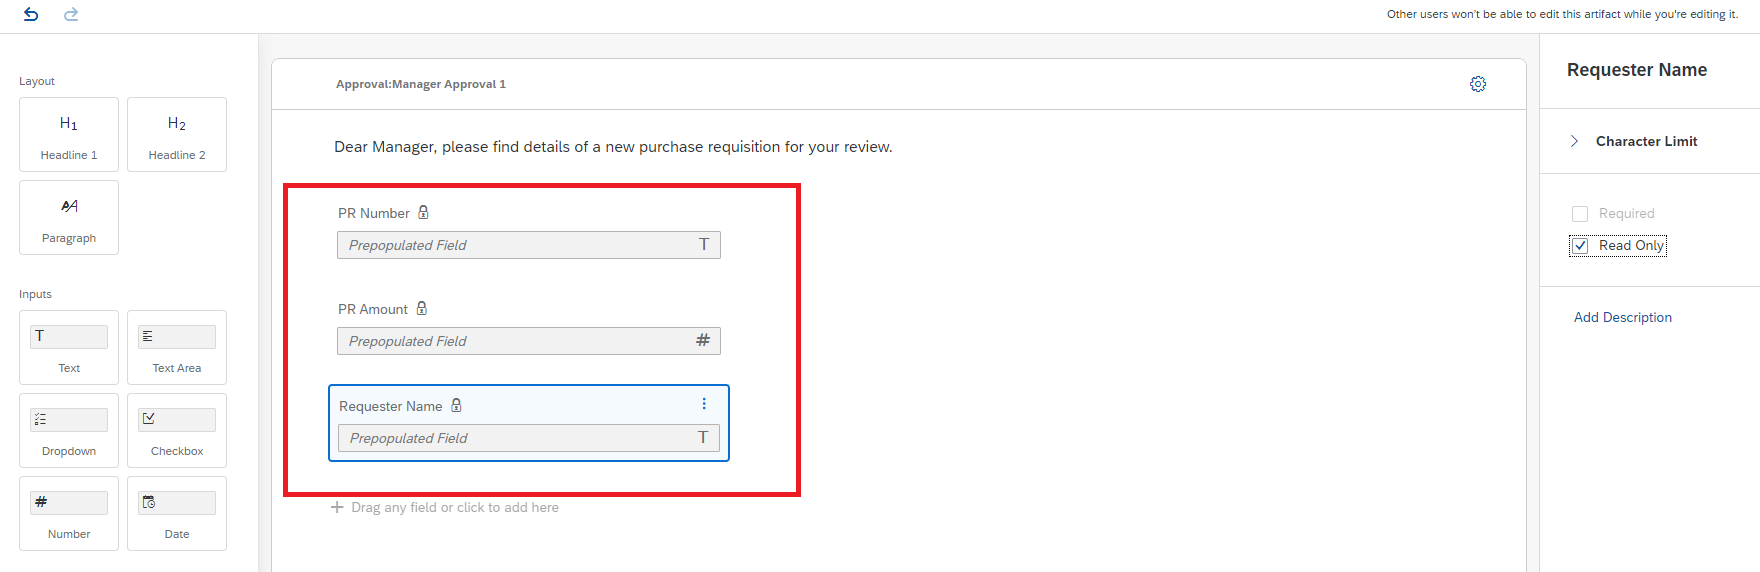 Other users won't be able to edit this artifact while you're editing it.
Layout
H1
Headline 1
H2
Headline 2
AA
Paragraph
Inputs
T
Text
Text Area
Dropdown
Checkbox
#
Number
Date
Approval:Manager Approval 1
Dear Manager, please find details of a new purchase requisition for your review.
PR Number
Prepopulated Field T
PR Amount
Prepopulated Field #
Requester Name
Prepopulated Field T
+ Drag any field or click to add here
Requester Name
Character Limit
Required
Read Only
Add Description